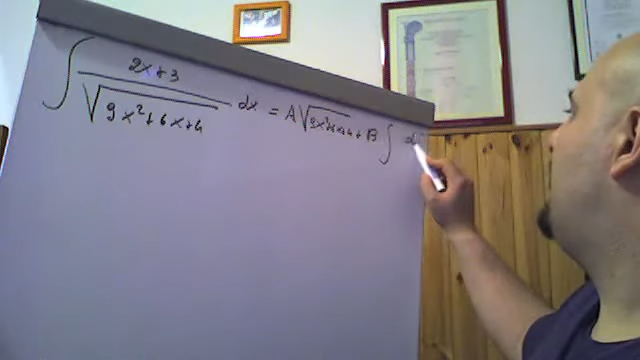 ∫ 2x+3 / √9x²+6x+4 dx = A√9x²+6x+4 + B ∫ d